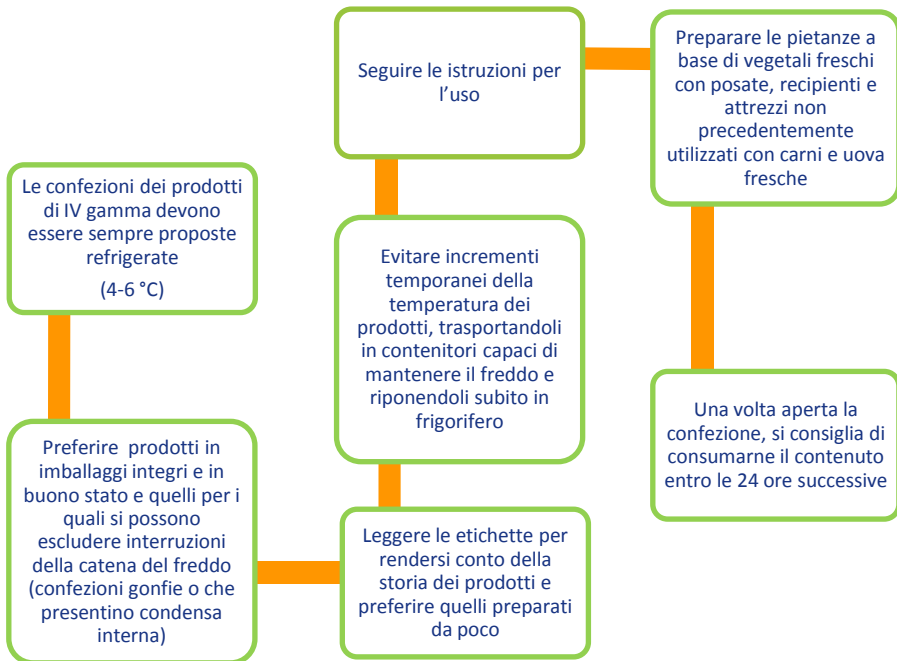 Le confezioni dei prodotti
di IV gamma devono
essere sempre proposte
refrigerate
(4-6 °C)
Preferire prodotti in
imballaggi integri e in
buono stato e quelli per i
quali si possono
escludere interruzioni
della catena del freddo
(confezioni gonfie o che
presentino condensa
interna)
Leggere le etichette per
rendersi conto della
storia dei prodotti e
preferire quelli preparati
da poco
Evitare incrementi
temporanei della
temperatura dei
prodotti, trasportandoli
in contenitori capaci di
mantenere il freddo e
riponendoli subito in
frigorifero
Seguire le istruzioni per
l’uso
Preparare le pietanze a
base di vegetali freschi
con posate, recipienti e
attrezzi non
precedentemente
utilizzati con carni e uova
fresche
Una volta aperta la
confezione, si consiglia di
consumarne il contenuto
entro le 24 ore successive